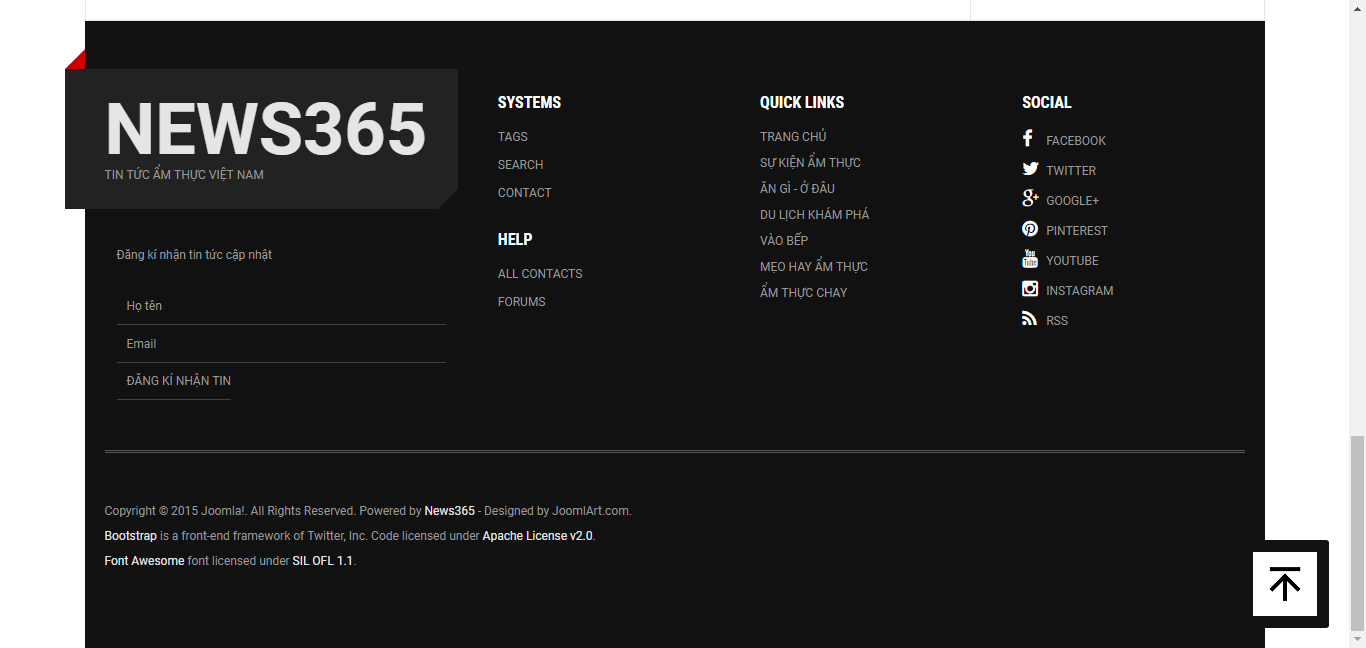 NEWS365
TIN TỨC ẨM THỰC VIỆT NAM
Đăng kí nhận tin tức cập nhật
Họ tên
Email
ĐĂNG KÍ NHẬN TIN
SYSTEMS
TAGS
SEARCH
CONTACT
HELP
ALL CONTACTS
FORUMS
QUICK LINKS
TRANG CHỦ
SỰ KIỆN ẨM THỰC
ĂN GÌ - Ở ĐÂU
DU LỊCH KHÁM PHÁ
VÀO BẾP
MẸO HAY ẨM THỰC
ẨM THỰC CHAY
SOCIAL
FACEBOOK
TWITTER
GOOGLE+
PINTEREST
YOUTUBE
INSTAGRAM
RSS
Copyright © 2015 Joomla!. All Rights Reserved. Powered by News365 - Designed by JoomlArt.com.
Bootstrap is a front-end framework of Twitter, Inc. Code licensed under Apache License v2.0.
Font Awesome font licensed under SIL OFL 1.1.